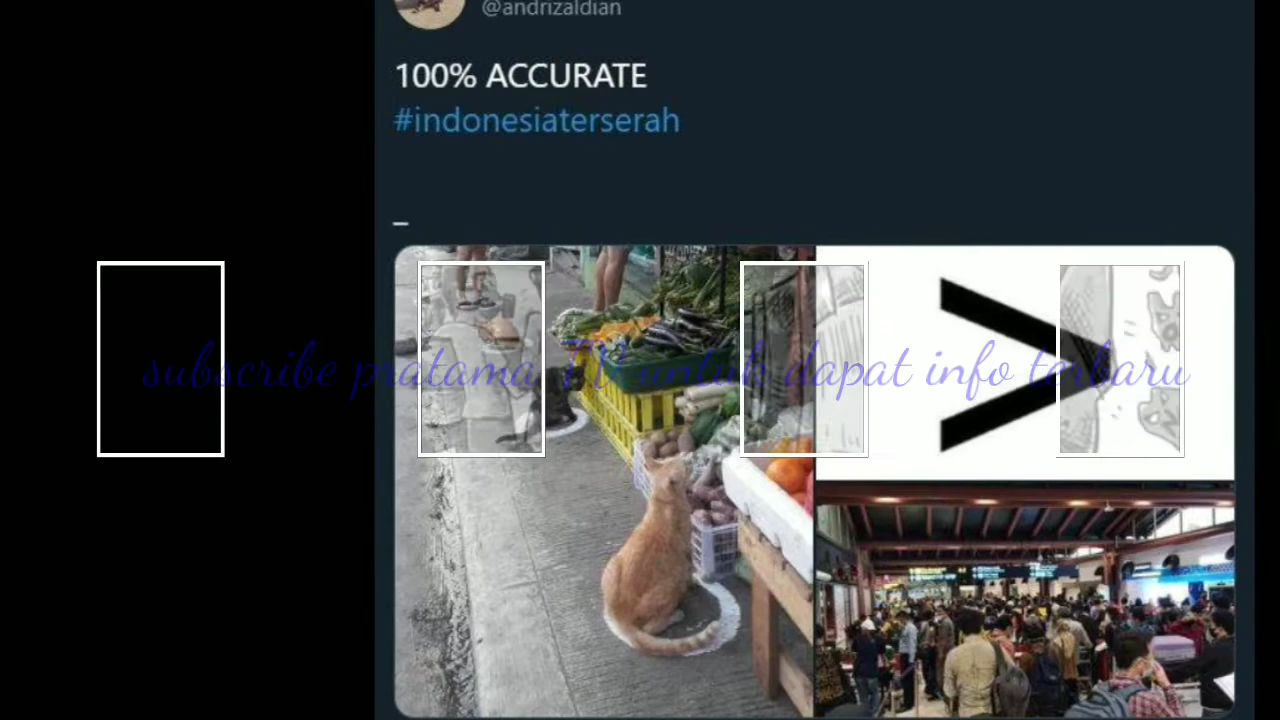 @andrizaldian
100% ACCURATE
#indonesiaterserah
–
subscribe pratama TV untuk dapat info terbaru
>